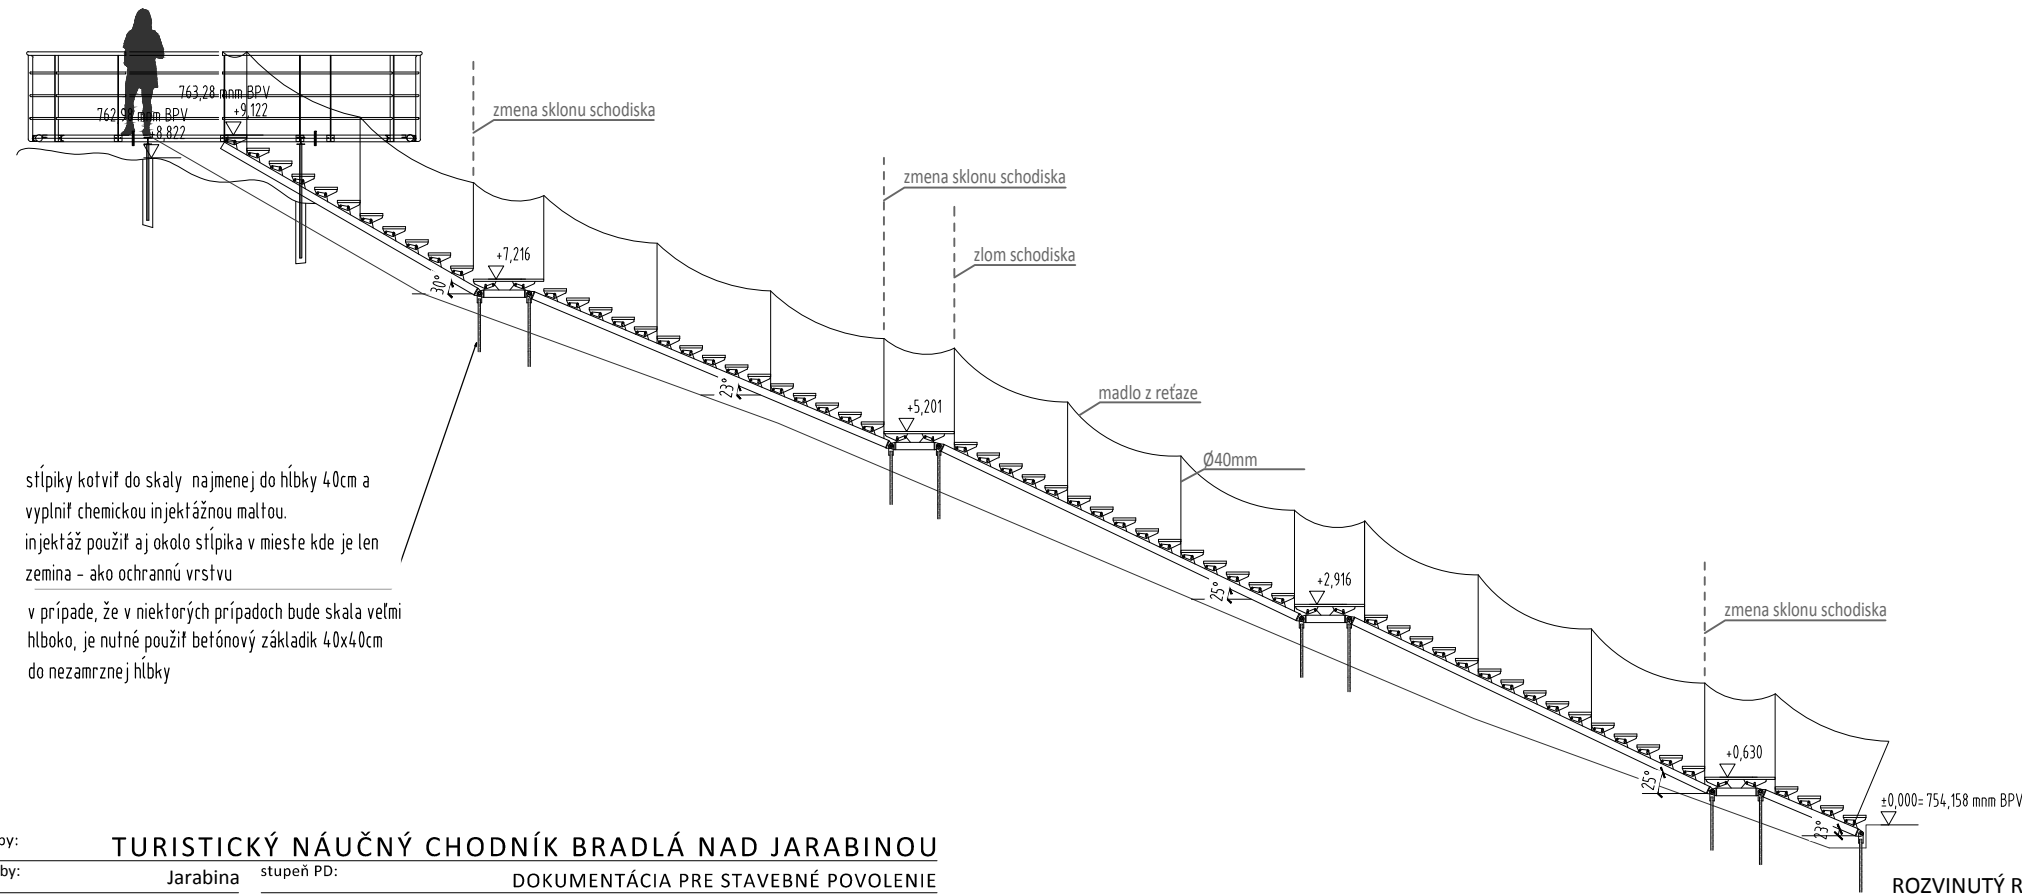 763,28 mnm BPV
+9,122
762,98 mnm BPV
+8,822
zmena sklonu schodiska
zmena sklonu schodiska
zlom schodiska
+7,216
30°
23°
+5,201
madlo z reťaze
Ø40mm
stĺpiky kotviť do skaly najmenej do hĺbky 40cm a
vyplniť chemickou injektážnou maltou.
injektáž použiť aj okolo stĺpika v mieste kde je len
zemina - ako ochrannú vrstvu
v prípade, že v niektorých prípadoch bude skala veľmi
hlboko, je nutné použiť betónový základik 40x40cm
do nezamrznej hĺbky
25°
+2,916
zmena sklonu schodiska
+0,630
25°
23°
±0,000= 754,158 mnm BPV
by:
TURISTICKÝ NÁUČNÝ CHODNÍK BRADLÁ NAD JARABINOU
by:
Jarabina
stupeň PD:
DOKUMENTÁCIA PRE STAVEBNÉ POVOLENIE
ROZVINUTÝ R